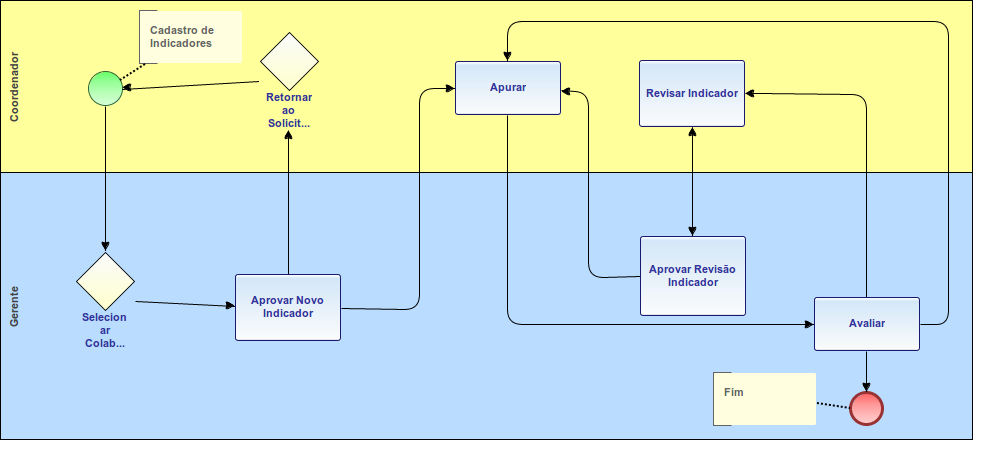 Coordenador
Cadastro de
Indicadores
Retornar
ao
Solicit...
Apurar
Revisar Indicador
Gerente
Selecion
ar
Colab...
Aprovar Novo
Indicador
Aprovar Revisão
Indicador
Avaliar
Fim